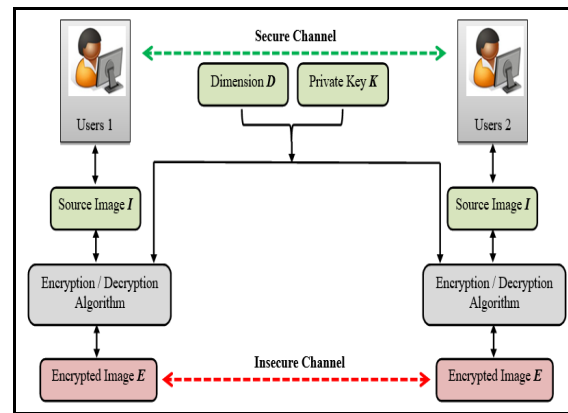 Secure Channel
Dimension D
Private Key K
Users 1
Users 2
Source Image I
Source Image I
Encryption / Decryption
Algorithm
Encryption / Decryption
Algorithm
Insecure Channel
Encrypted Image E
Encrypted Image E